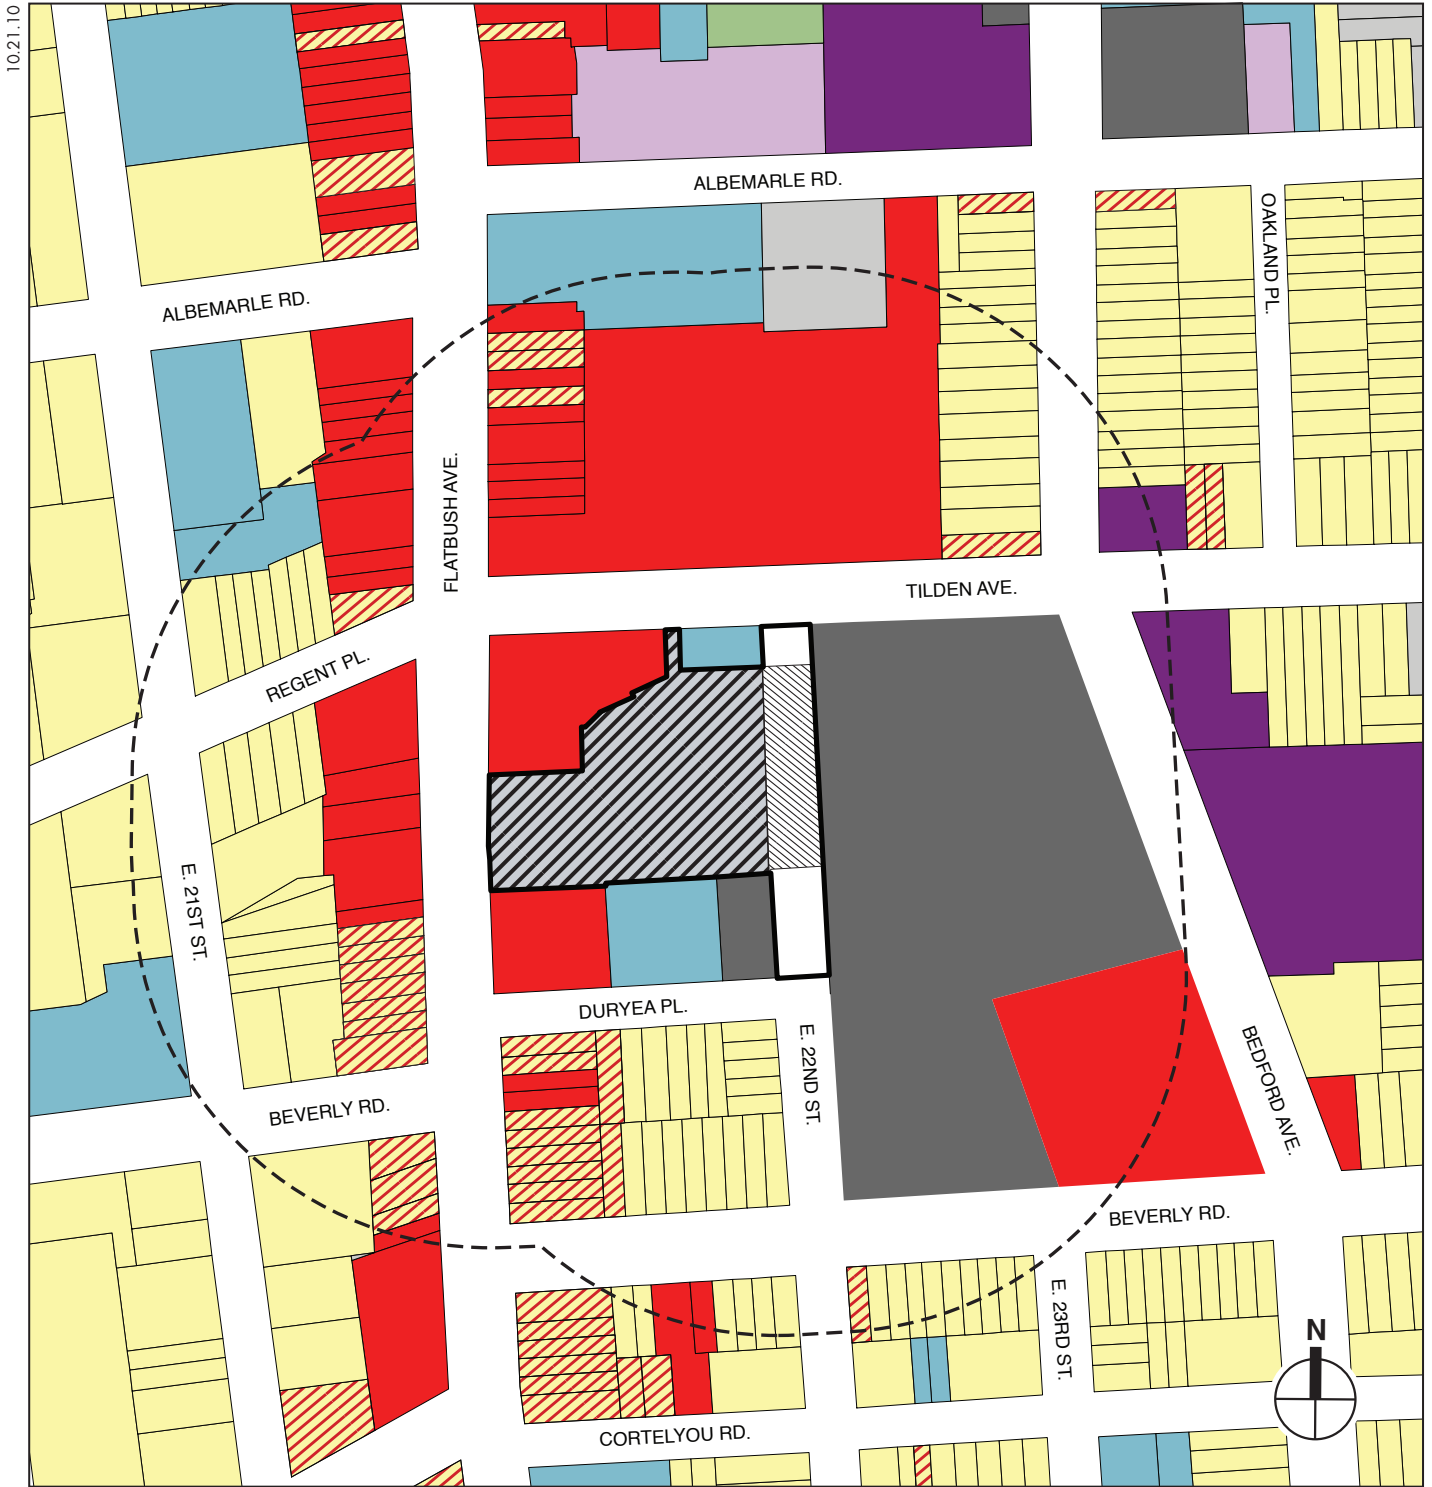 10.21.10
ALBEMARLE RD.
OAKLAND PL.
ALBEMARLE RD.
FLATBUSH AVE.
TILDEN AVE.
REGENT PL.
E. 21ST ST.
DURYEA PL.
E. 22ND ST.
BEDFORD AVE.
BEVERLY RD.
BEVERLY RD.
E. 23RD ST.
N
CORTELYOU RD.